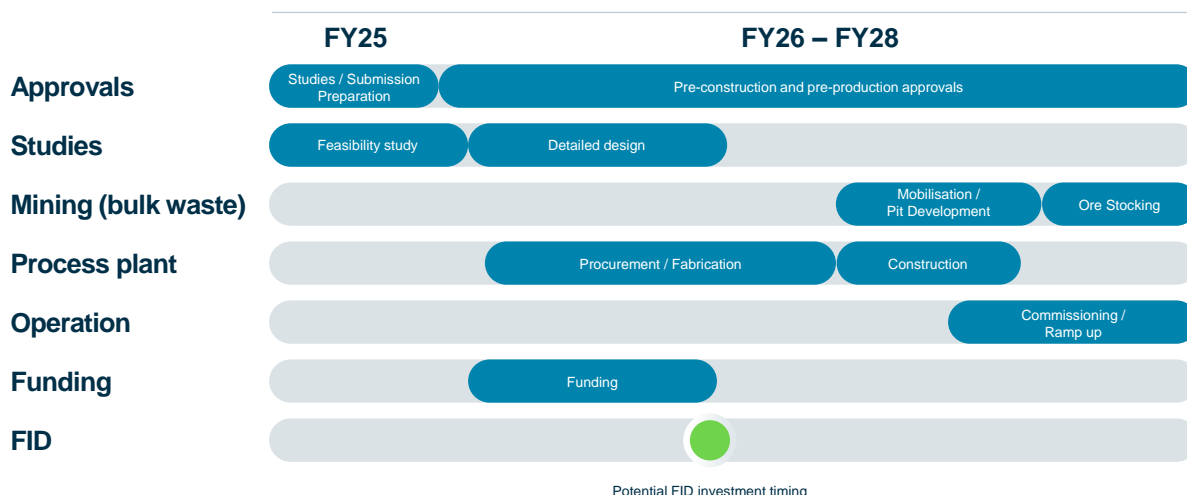 FY25
FY26 – FY28
Approvals
Studies / Submission
Preparation
Pre-construction and pre-production approvals
Studies
Feasibility study
Detailed design
Mining (bulk waste)
Mobilisation /
Pit Development
Ore Stocking
Process plant
Procurement / Fabrication
Construction
Operation
Commissioning /
Ramp up
Funding
Funding
FID
Potential FID investment timing